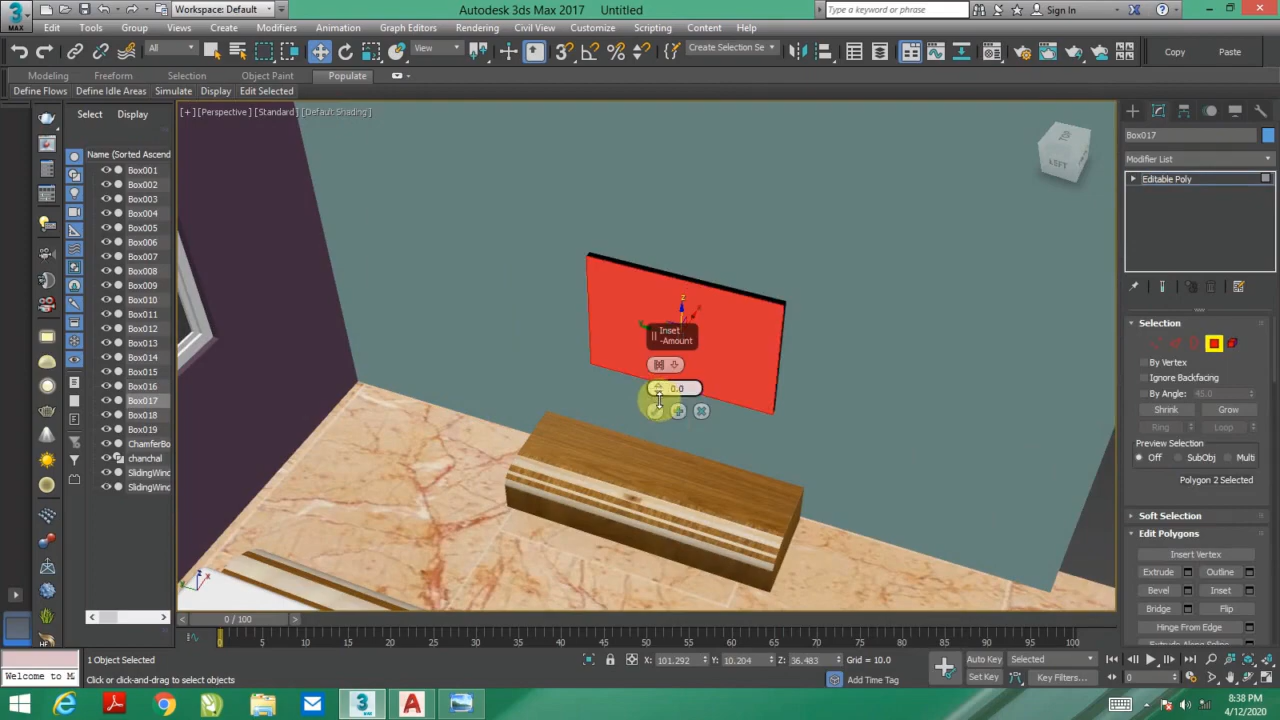 Workspace: Default
Autodesk 3ds Max 2017 Untitled
Type a keyword or phrase
Sign In
MAX
Edit Tools Group Views Create Modifiers Animation Graph Editors Rendering Civil View Customize Scripting Content Help
All
View
Create Selection Se
Copy Paste
Modeling Freeform Selection Object Paint Populate
Define Flows Define Idle Areas Simulate Display Edit Selected
Select Display
[+] [Perspective ] [Standard ] [Default Shading ]
Name (Sorted Ascend
Box001
Box002
Box003
Box004
Box005
Box006
Box007
Box008
Box009
Box010
Box011
Box012
Box013
Box014
Box015
Box016
Box017
Box018
Box019
ChamferBo
chanchal
SlidingWind
SlidingWind
LEFT
Inset
-Amount
0.0
Box017
Modifier List
Editable Poly
Selection
By Vertex
Ignore Backfacing
By Angle: 45.0
Shrink Grow
Ring Loop
Preview Selection
Off SubObj Multi
Polygon 2 Selected
Soft Selection
Edit Polygons
Insert Vertex
Extrude Outline
Bevel Inset
Bridge Flip
Hinge From Edge
Extrude Along Spline
0 / 100
0 5 10 15 20 25 30 35 40 45 50 55 60 65 70 75 80 85 90 95 100
1 Object Selected
X: 101.292 Y: 10.204 Z: 36.483 Grid = 10.0
Auto Key Selected
Welcome to M
Click or click-and-drag to select objects
Add Time Tag
Set Key Key Filters...
0
8:38 PM
4/12/2020